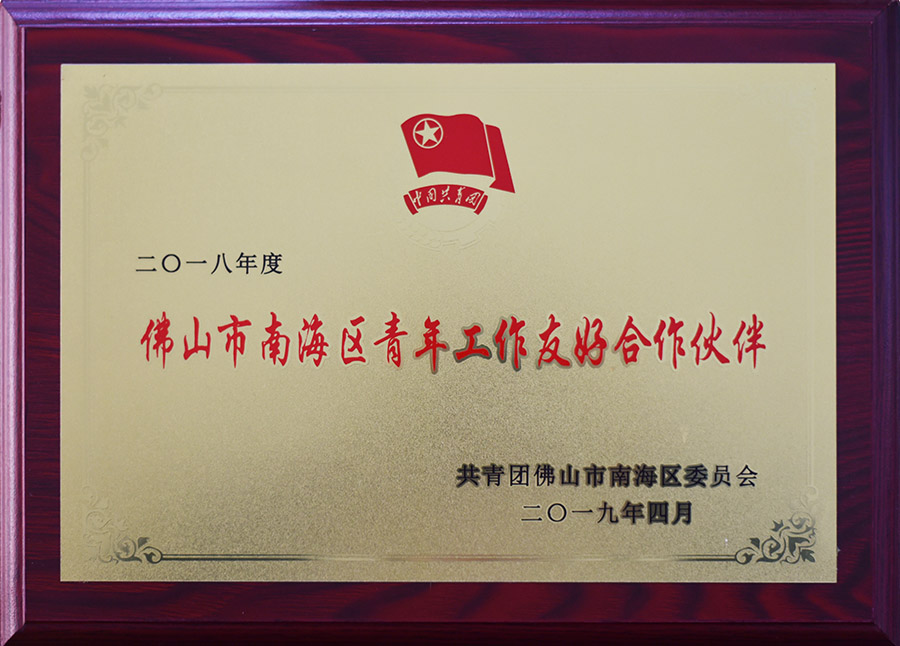 中国共青团
二〇一八年度
佛山市南海区青年工作友好合作伙伴
共青团佛山市南海区委员会
二〇一九年四月